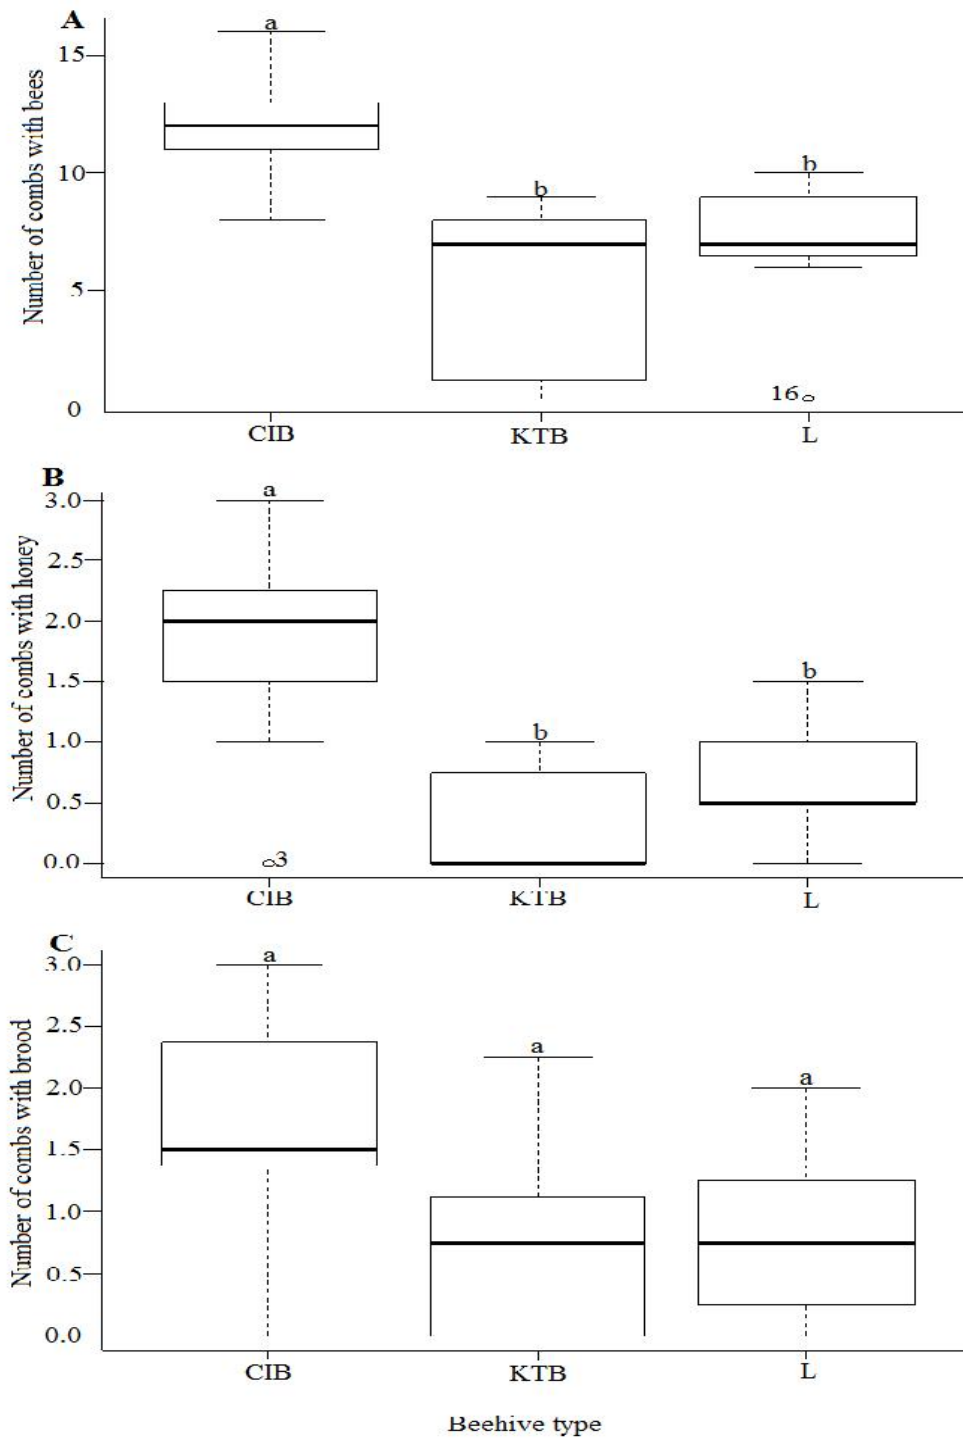 A
Number of combs with bees
15
10
5
0
a
b
b
16
CIB KTB L
B
Number of combs with honey
3.0
2.5
2.0
1.5
1.0
0.5
0.0
a
b
b
3
CIB KTB L
C
Number of combs with brood
3.0
2.5
2.0
1.5
1.0
0.5
0.0
a
a
a
CIB KTB L
Beehive type